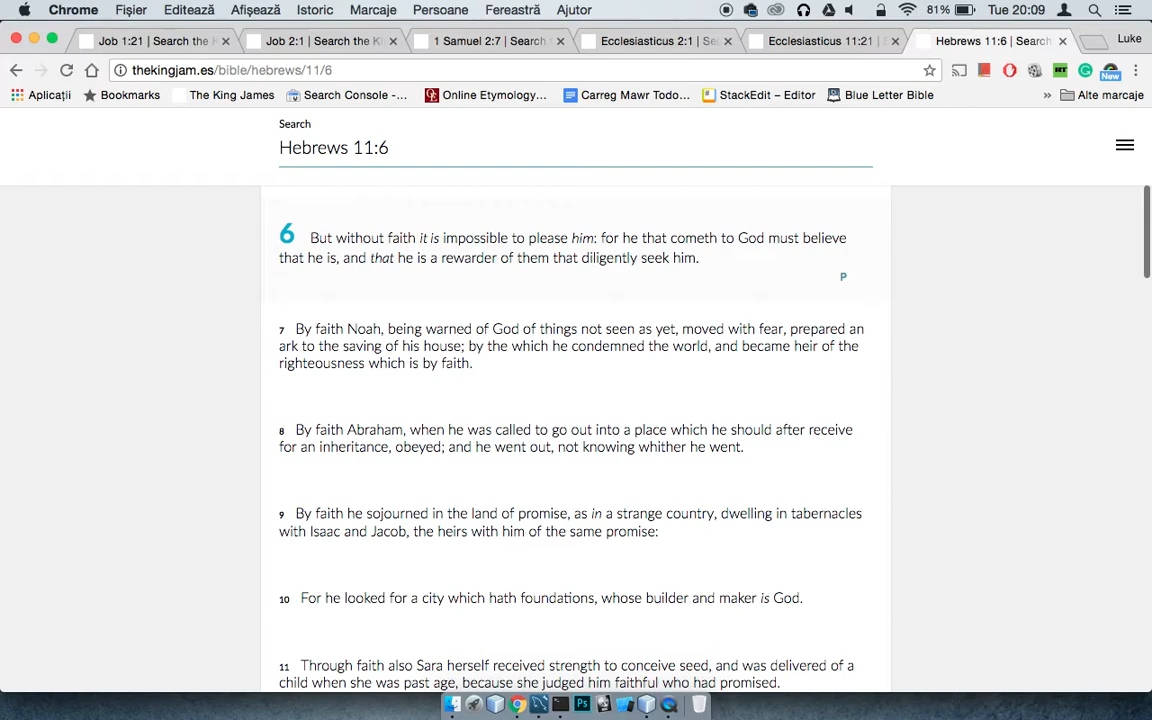 Chrome Fișier Editează Afișează Istoric Marcaje Persoane Fereastră Ajutor 81% Tue 20:09
Job 1:21 | Search the K Job 2:1 | Search the Ki 1 Samuel 2:7 | Search Ecclesiasticus 2:1 | Se Ecclesiasticus 11:21 | Hebrews 11:6 | Search Luke
thekingjam.es/bible/hebrews/11/6
New
Aplicații Bookmarks The King James Search Console -... Online Etymology... Carreg Mawr Todo... StackEdit – Editor Blue Letter Bible » Alte marcaje
Search
Hebrews 11:6
6 But without faith it is impossible to please him: for he that cometh to God must believe
that he is, and that he is a rewarder of them that diligently seek him.
P
7 By faith Noah, being warned of God of things not seen as yet, moved with fear, prepared an
ark to the saving of his house; by the which he condemned the world, and became heir of the
righteousness which is by faith.
8 By faith Abraham, when he was called to go out into a place which he should after receive
for an inheritance, obeyed; and he went out, not knowing whither he went.
9 By faith he sojourned in the land of promise, as in a strange country, dwelling in tabernacles
with Isaac and Jacob, the heirs with him of the same promise:
10 For he looked for a city which hath foundations, whose builder and maker is God.
11 Through faith also Sara herself received strength to conceive seed, and was delivered of a
child when she was past age, because she judged him faithful who had promised.
Ps